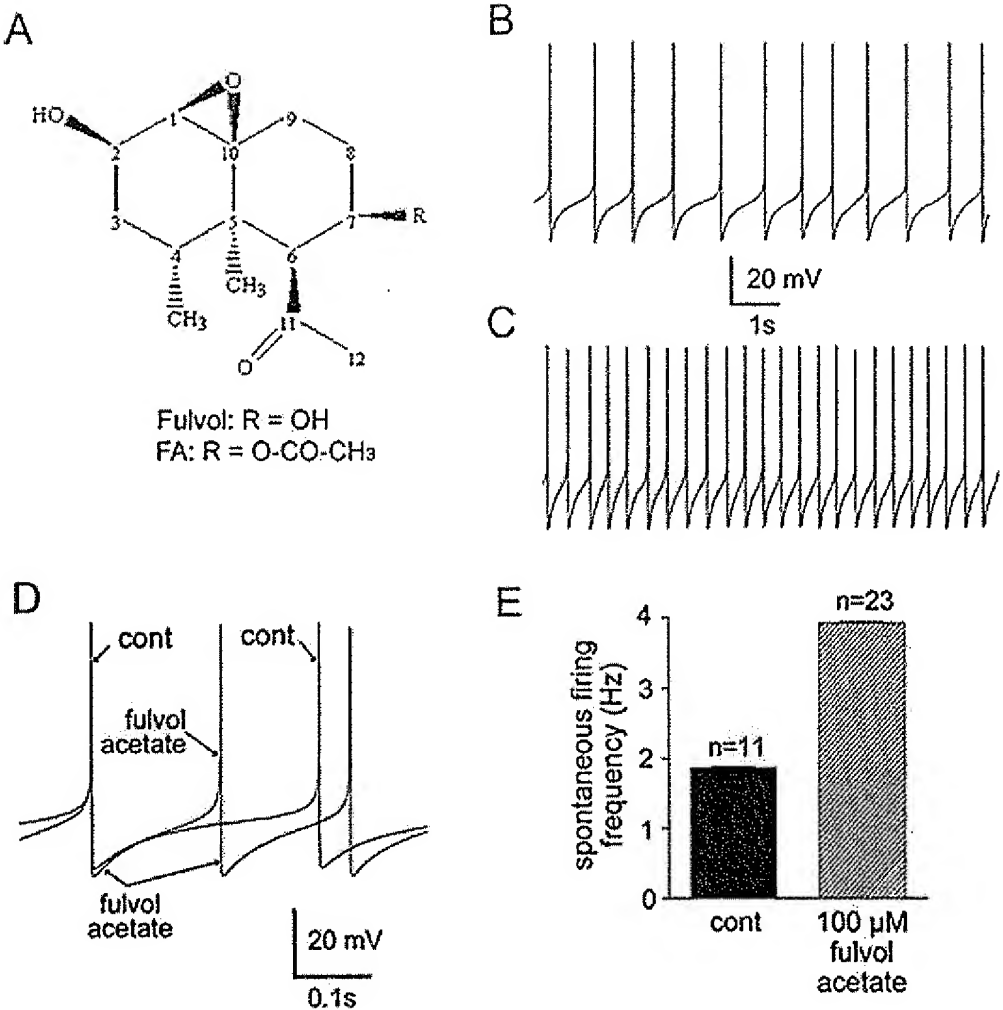 A
HO
O
1
2
10
9
8
3
4
5
6
7
R
CH3
CH3
11
O
12
Fulvol: R = OH
FA: R = O-CO-CH3
B
20 mV
1s
C
D
cont
cont
fulvol
acetate
fulvol
acetate
20 mV
0.1s
E
spontaneous firing
frequency (Hz)
4
3
2
1
0
n=11
n=23
cont
100 µM
fulvol
acetate